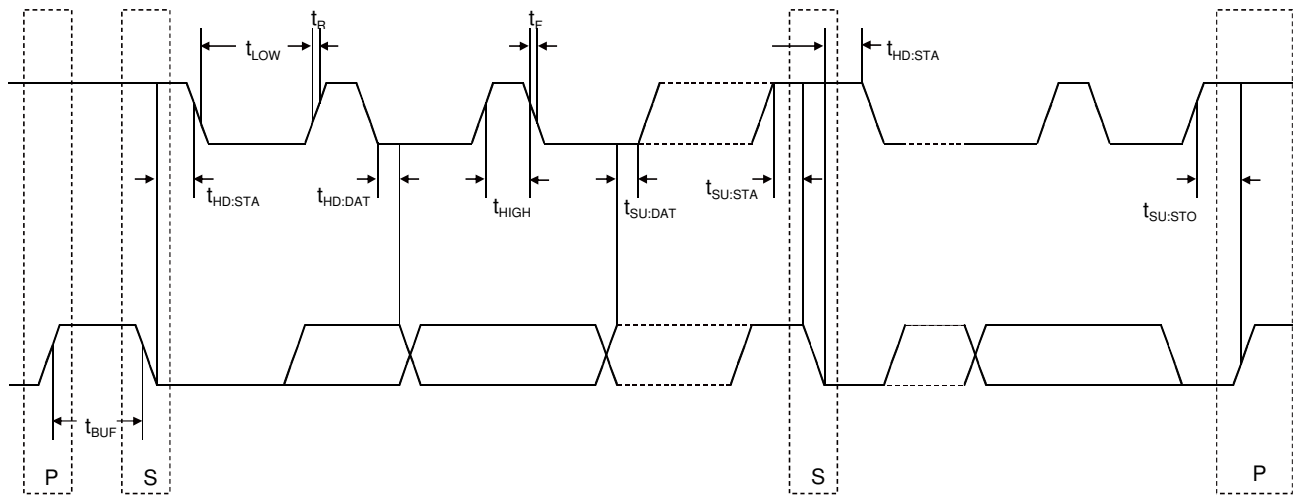 tR
tF
tLOW
tHD:STA
tHD:STA
tHD:DAT
tHIGH
tSU:DAT
tSU:STA
tSU:STO
tBUF
P
S
S
P